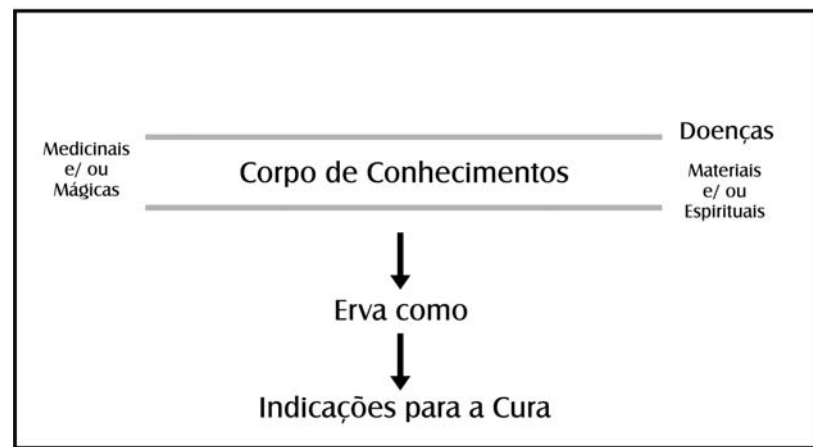 Medicinais
e/ ou
Mágicas
Corpo de Conhecimentos
Doenças
Materiais
e/ ou
Espirituais
Erva como
Indicações para a Cura